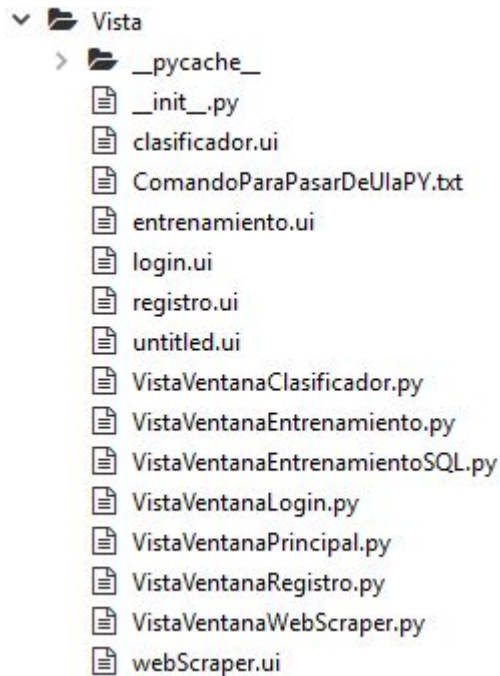 Vista
__pycache__
__init__.py
clasificador.ui
ComandoParaPasarDeUIaPY.txt
entrenamiento.ui
login.ui
registro.ui
untitled.ui
VistaVentanaClasificador.py
VistaVentanaEntrenamiento.py
VistaVentanaEntrenamientoSQL.py
VistaVentanaLogin.py
VistaVentanaPrincipal.py
VistaVentanaRegistro.py
VistaVentanaWebScraper.py
webScraper.ui